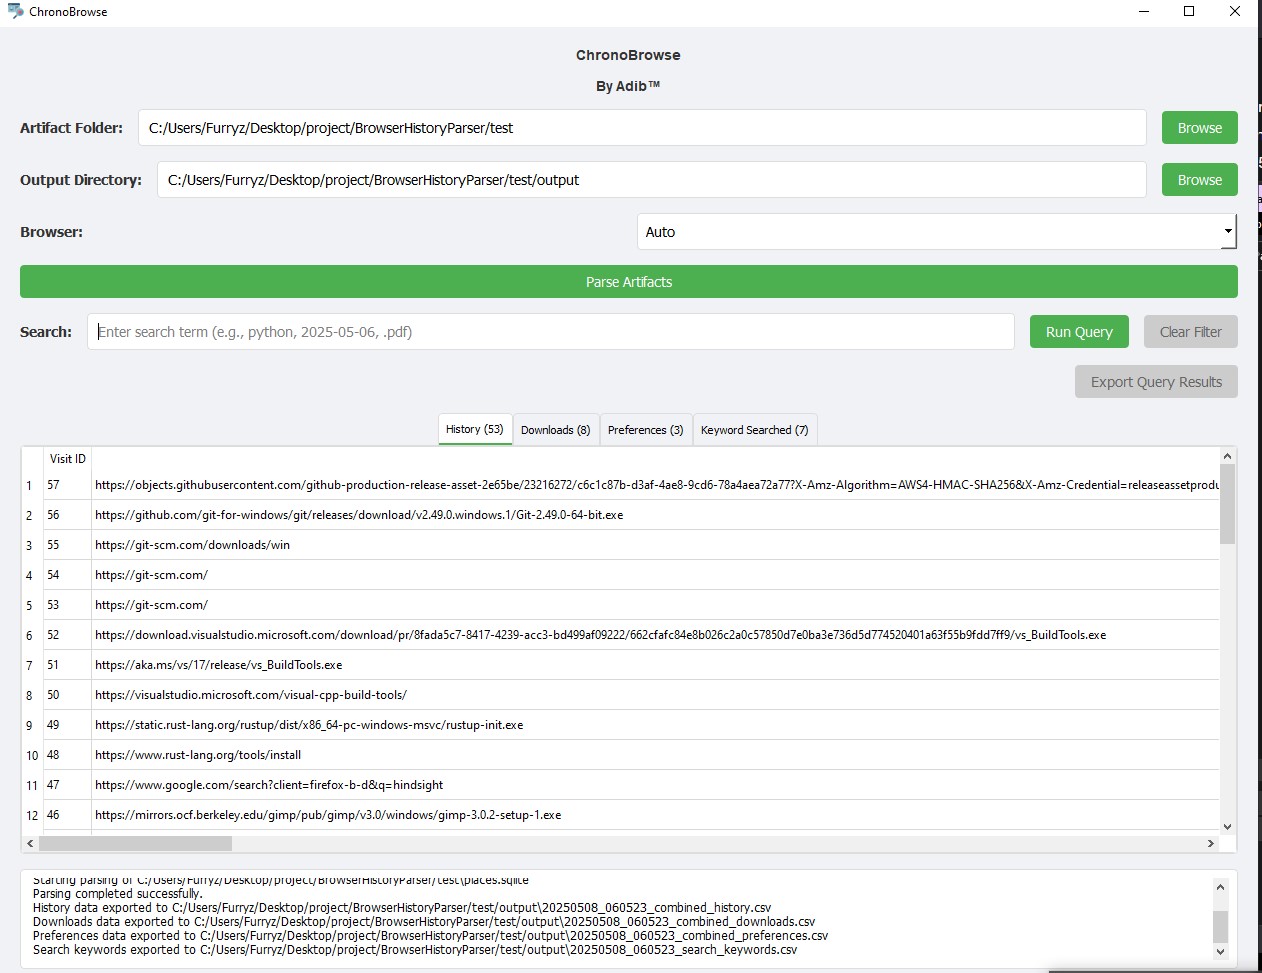 ChronoBrowse
ChronoBrowse
By Adib™
Artifact Folder: C:/Users/Furryz/Desktop/project/BrowserHistoryParser/test Browse
Output Directory: C:/Users/Furryz/Desktop/project/BrowserHistoryParser/test/output Browse
Browser: Auto
Parse Artifacts
Search: Enter search term (e.g., python, 2025-05-06, .pdf) Run Query Clear Filter
Export Query Results
History (53) Downloads (8) Preferences (3) Keyword Searched (7)
Visit ID
1 57 https://objects.githubusercontent.com/github-production-release-asset-2e65be/23216272/c6c1c87b-d3af-4ae8-9cd6-78a4aea72a77?X-Amz-Algorithm=AWS4-HMAC-SHA256&X-Amz-Credential=releaseassetprodu
2 56 https://github.com/git-for-windows/git/releases/download/v2.49.0.windows.1/Git-2.49.0-64-bit.exe
3 55 https://git-scm.com/downloads/win
4 54 https://git-scm.com/
5 53 https://git-scm.com/
6 52 https://download.visualstudio.microsoft.com/download/pr/8fada5c7-8417-4239-acc3-bd499af09222/662cfafc84e8b026c2a0c57850d7e0ba3e736d5d774520401a63f55b9fdd7ff9/vs_BuildTools.exe
7 51 https://aka.ms/vs/17/release/vs_BuildTools.exe
8 50 https://visualstudio.microsoft.com/visual-cpp-build-tools/
9 49 https://static.rust-lang.org/rustup/dist/x86_64-pc-windows-msvc/rustup-init.exe
10 48 https://www.rust-lang.org/tools/install
11 47 https://www.google.com/search?client=firefox-b-d&q=hindsight
12 46 https://mirrors.ocf.berkeley.edu/gimp/pub/gimp/v3.0/windows/gimp-3.0.2-setup-1.exe
Starting parsing of C:/Users/Furryz/Desktop/project/BrowserHistoryParser/test\places.sqlite
Parsing completed successfully.
History data exported to C:/Users/Furryz/Desktop/project/BrowserHistoryParser/test/output\20250508_060523_combined_history.csv
Downloads data exported to C:/Users/Furryz/Desktop/project/BrowserHistoryParser/test/output\20250508_060523_combined_downloads.csv
Preferences data exported to C:/Users/Furryz/Desktop/project/BrowserHistoryParser/test/output\20250508_060523_combined_preferences.csv
Search keywords exported to C:/Users/Furryz/Desktop/project/BrowserHistoryParser/test/output\20250508_060523_search_keywords.csv